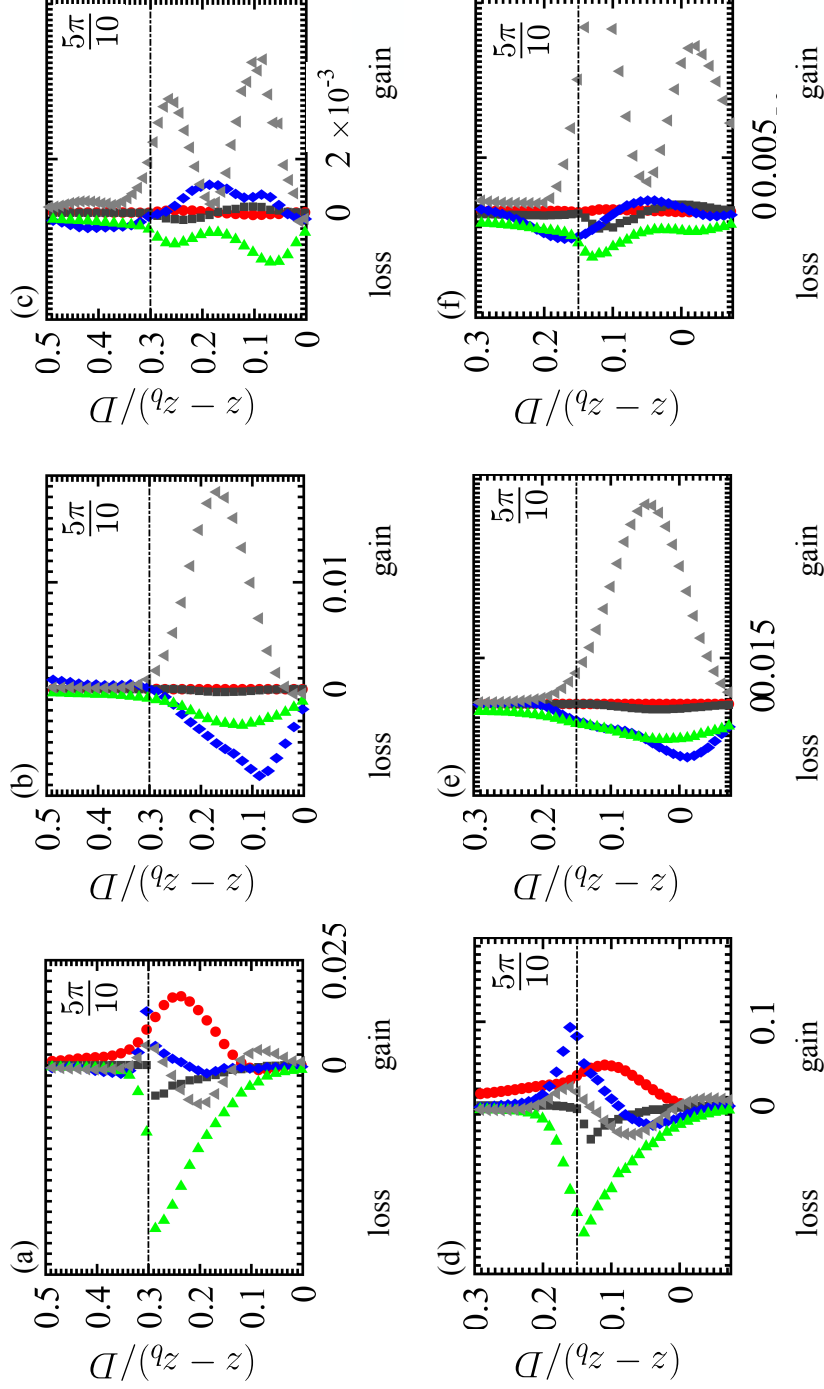 (a)
5π/10
0.5
0.4
0.3
0.2
0.1
0
(z − z_b)/D
0 0.025
loss gain
(b)
5π/10
0.5
0.4
0.3
0.2
0.1
0
(z − z_b)/D
0 0.01
loss gain
(c)
5π/10
0.5
0.4
0.3
0.2
0.1
0
(z − z_b)/D
0 2 ×10⁻³
loss gain
(d)
5π/10
0.3
0.2
0.1
0
(z − z_b)/D
0 0.1
loss gain
(e)
5π/10
0.3
0.2
0.1
0
(z − z_b)/D
0 0.015
loss gain
(f)
5π/10
0.3
0.2
0.1
0
(z − z_b)/D
0 0.005
loss gain